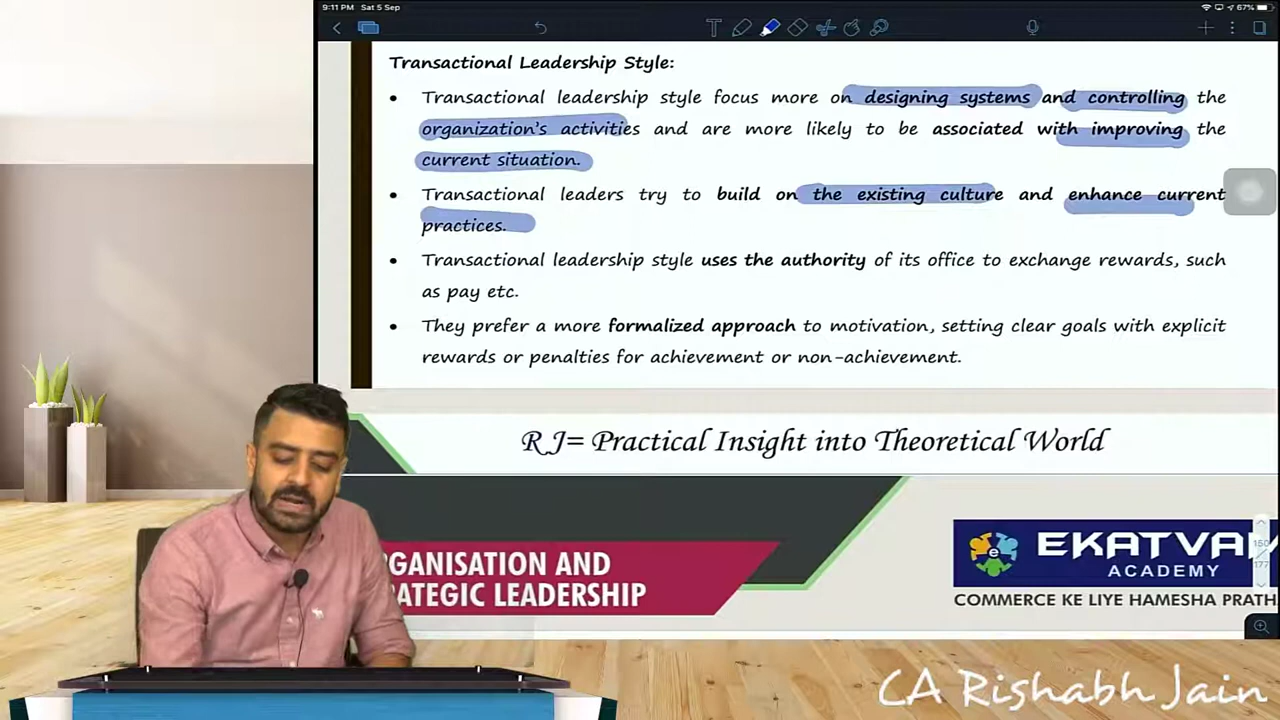 9:11 PM Sat 5 Sep
67%
Transactional Leadership Style:
• Transactional leadership style focus more on designing systems and controlling the
organization's activities and are more likely to be associated with improving the
current situation.
• Transactional leaders try to build on the existing culture and enhance current
practices.
• Transactional leadership style uses the authority of its office to exchange rewards, such
as pay etc.
• They prefer a more formalized approach to motivation, setting clear goals with explicit
rewards or penalties for achievement or non-achievement.
R J= Practical Insight into Theoretical World
RGANISATION AND
ATEGIC LEADERSHIP
EKATVAM
ACADEMY
COMMERCE KE LIYE HAMESHA PRATH
150
177
CA Rishabh Jain